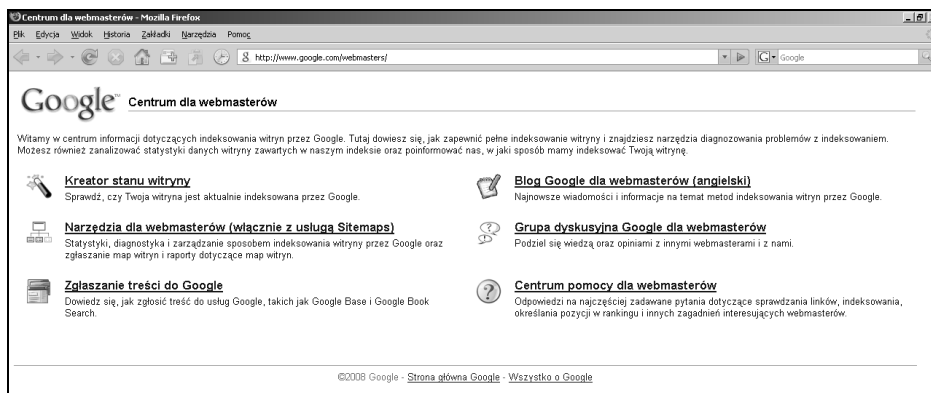 Centrum dla webmasterów - Mozilla Firefox
Plik Edycja Widok Historia Zakładki Narzędzia Pomoc
http://www.google.com/webmasters/
Google
Google™ Centrum dla webmasterów
Witamy w centrum informacji dotyczących indeksowania witryn przez Google. Tutaj dowiesz się, jak zapewnić pełne indeksowanie witryny i znajdziesz narzędzia diagnozowania problemów z indeksowaniem.
Możesz również zanalizować statystyki danych witryny zawartych w naszym indeksie oraz poinformować nas, w jaki sposób mamy indeksować Twoją witrynę.
Kreator stanu witryny
Sprawdź, czy Twoja witryna jest aktualnie indeksowana przez Google.
Narzędzia dla webmasterów (włącznie z usługą Sitemaps)
Statystyki, diagnostyka i zarządzanie sposobem indeksowania witryny przez Google oraz
zgłaszanie map witryn i raporty dotyczące map witryn.
Zgłaszanie treści do Google
Dowiedz się, jak zgłosić treść do usług Google, takich jak Google Base i Google Book
Search.
Blog Google dla webmasterów (angielski)
Najnowsze wiadomości i informacje na temat metod indeksowania witryn przez Google.
Grupa dyskusyjna Google dla webmasterów
Podziel się wiedzą oraz opiniami z innymi webmasterami i z nami.
Centrum pomocy dla webmasterów
Odpowiedzi na najczęściej zadawane pytania dotyczące sprawdzania linków, indeksowania,
określania pozycji w rankingu i innych zagadnień interesujących webmasterów.
©2008 Google - Strona główna Google - Wszystko o Google